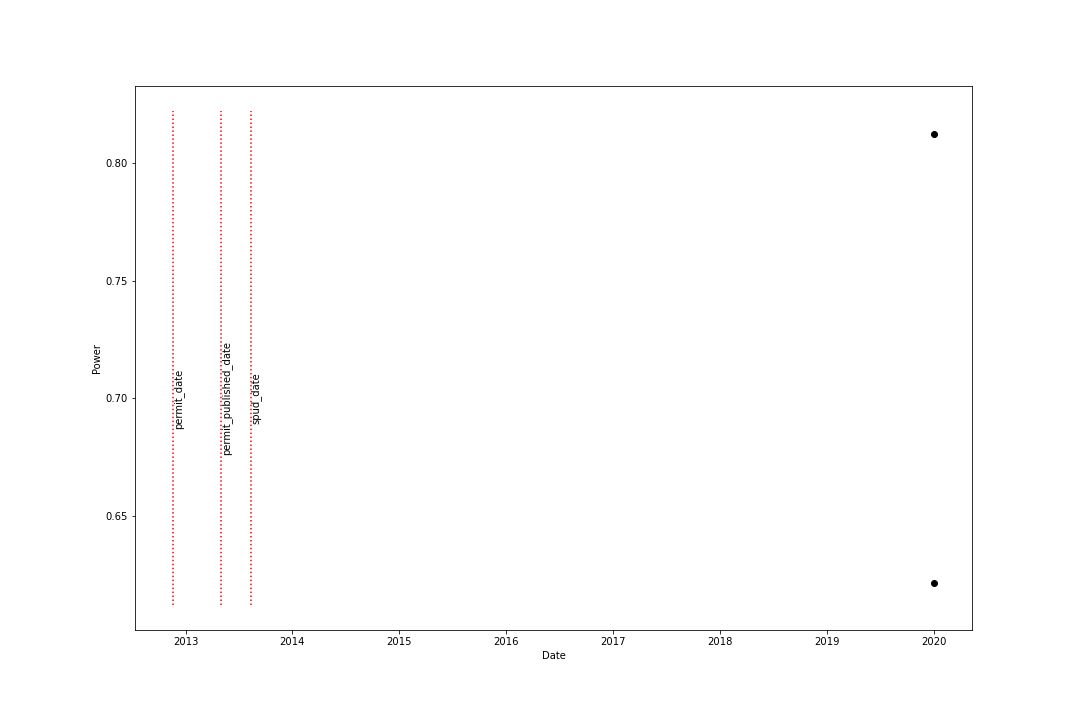 0.80
0.75
0.70
0.65
Power
permit_date
permit_published_date
spud_date
2013 2014 2015 2016 2017 2018 2019 2020
Date